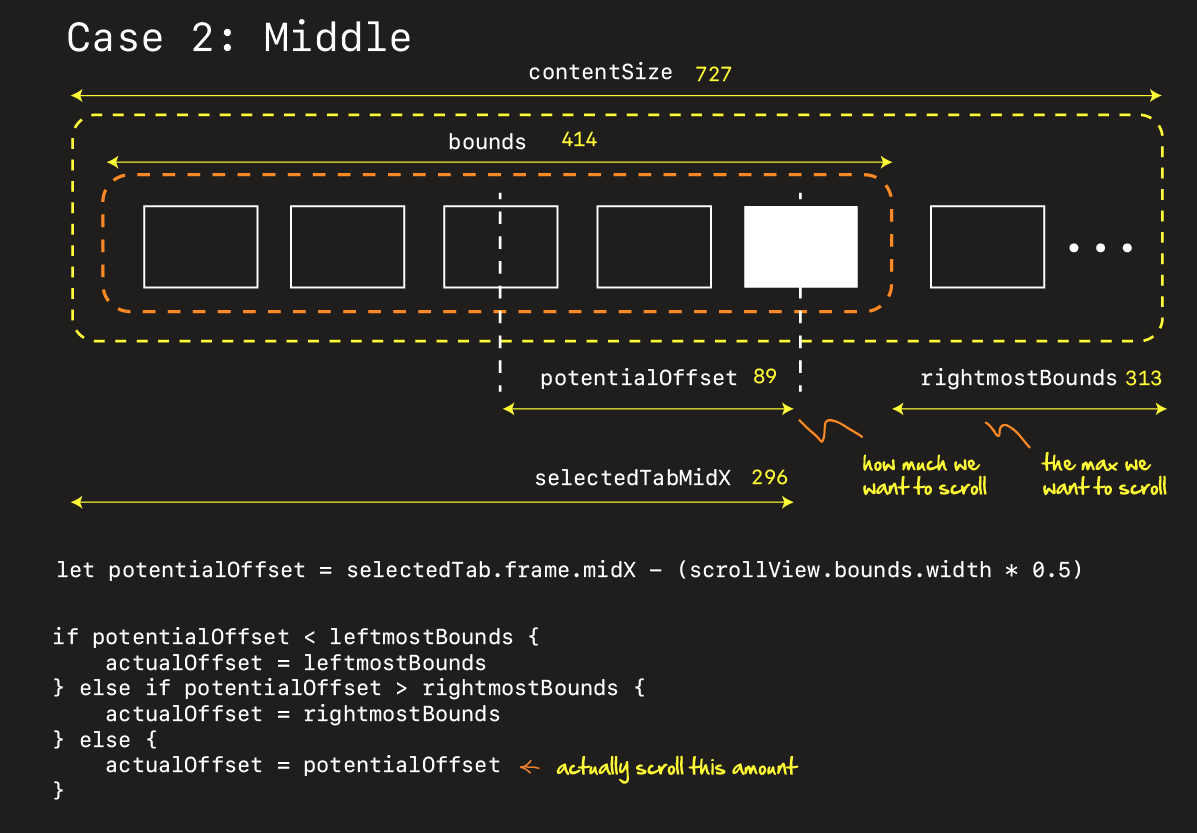 Case 2: Middle
contentSize 727
bounds 414
potentialOffset 89
rightmostBounds 313
how much we
want to scroll
the max we
want to scroll
selectedTabMidX 296
let potentialOffset = selectedTab.frame.midX - (scrollView.bounds.width * 0.5)
if potentialOffset < leftmostBounds {
    actualOffset = leftmostBounds
} else if potentialOffset > rightmostBounds {
    actualOffset = rightmostBounds
} else {
    actualOffset = potentialOffset ← actually scroll this amount
}